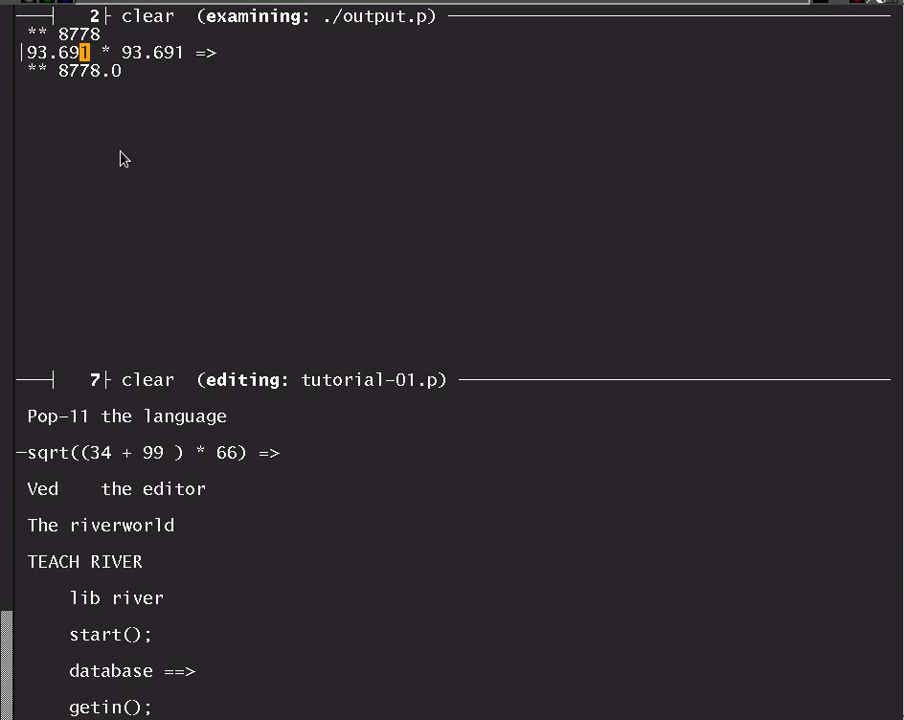 2 clear (examining: ./output.p)
** 8778
93.691 * 93.691 =>
** 8778.0
7 clear (editing: tutorial-01.p)
Pop-11 the language
sqrt((34 + 99 ) * 66) =>
Ved the editor
The riverworld
TEACH RIVER
lib river
start();
database ==>
getin();